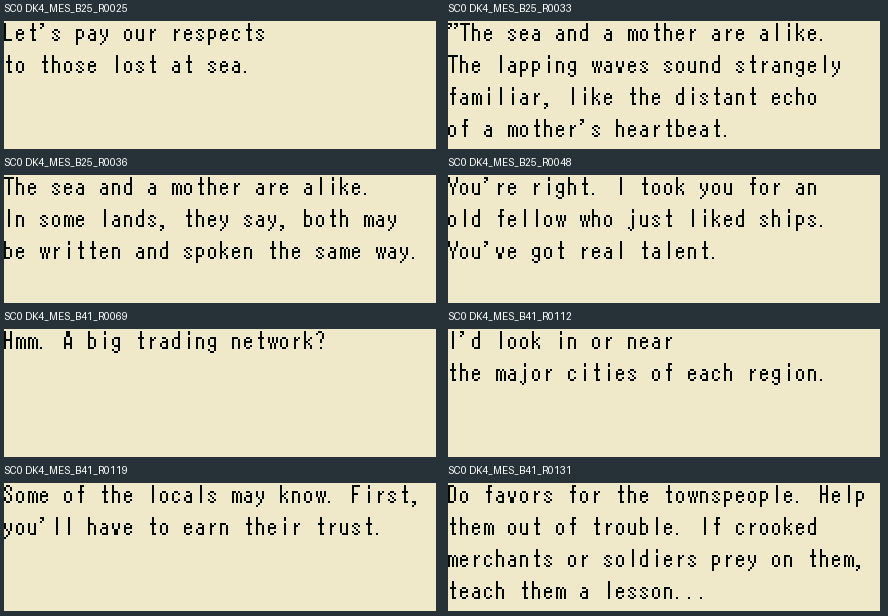 SC0 DK4_MES_B25_R0025
Let's pay our respects
to those lost at sea.
SC0 DK4_MES_B25_R0033
"The sea and a mother are alike.
The lapping waves sound strangely
familiar, like the distant echo
of a mother's heartbeat.
SC0 DK4_MES_B25_R0036
The sea and a mother are alike.
In some lands, they say, both may
be written and spoken the same way.
SC0 DK4_MES_B25_R0048
You're right. I took you for an
old fellow who just liked ships.
You've got real talent.
SC0 DK4_MES_B41_R0069
Hmm. A big trading network?
SC0 DK4_MES_B41_R0112
I'd look in or near
the major cities of each region.
SC0 DK4_MES_B41_R0119
Some of the locals may know. First,
you'll have to earn their trust.
SC0 DK4_MES_B41_R0131
Do favors for the townspeople. Help
them out of trouble. If crooked
merchants or soldiers prey on them,
teach them a lesson...